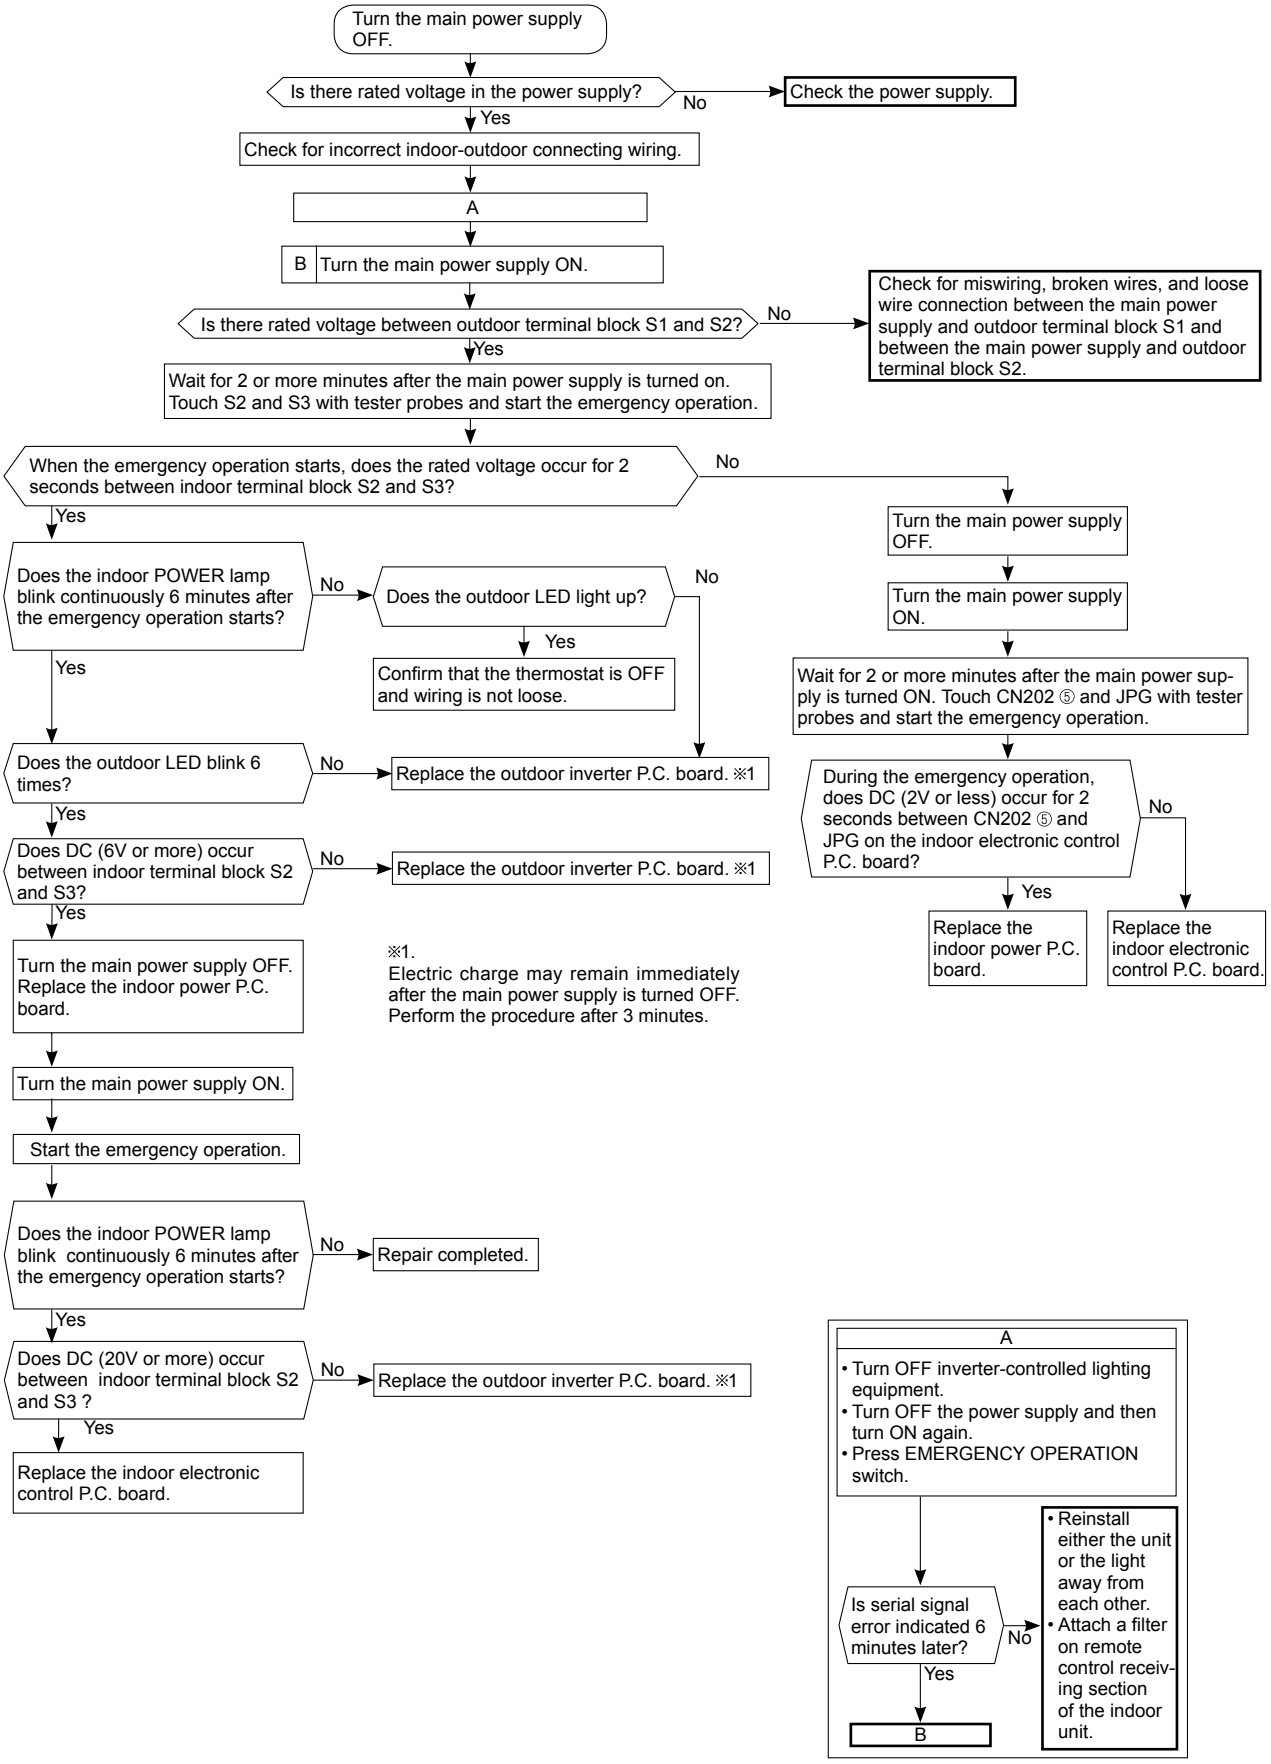 Turn the main power supply
OFF.
Is there rated voltage in the power supply?
No
Check the power supply.
Yes
Check for incorrect indoor-outdoor connecting wiring.
A
B
Turn the main power supply ON.
Is there rated voltage between outdoor terminal block S1 and S2?
No
Check for miswiring, broken wires, and loose
wire connection between the main power
supply and outdoor terminal block S1 and
between the main power supply and outdoor
terminal block S2.
Yes
Wait for 2 or more minutes after the main power supply is turned on.
Touch S2 and S3 with tester probes and start the emergency operation.
When the emergency operation starts, does the rated voltage occur for 2
seconds between indoor terminal block S2 and S3?
No
Yes
Turn the main power supply
OFF.
Turn the main power supply
ON.
Wait for 2 or more minutes after the main power sup-
ply is turned ON. Touch CN202 ⑤ and JPG with tester
probes and start the emergency operation.
During the emergency operation,
does DC (2V or less) occur for 2
seconds between CN202 ⑤ and
JPG on the indoor electronic control
P.C. board?
No
Yes
Replace the
indoor power P.C.
board.
Replace the
indoor electronic
control P.C. board.
Does the indoor POWER lamp
blink continuously 6 minutes after
the emergency operation starts?
No
Does the outdoor LED light up?
No
Yes
Confirm that the thermostat is OFF
and wiring is not loose.
Yes
Does the outdoor LED blink 6
times?
No
Replace the outdoor inverter P.C. board. ※1
Yes
Does DC (6V or more) occur
between indoor terminal block S2
and S3?
No
Replace the outdoor inverter P.C. board. ※1
Yes
Turn the main power supply OFF.
Replace the indoor power P.C.
board.
※1.
Electric charge may remain immediately
after the main power supply is turned OFF.
Perform the procedure after 3 minutes.
Turn the main power supply ON.
Start the emergency operation.
Does the indoor POWER lamp
blink continuously 6 minutes after
the emergency operation starts?
No
Repair completed.
Yes
Does DC (20V or more) occur
between indoor terminal block S2
and S3 ?
No
Replace the outdoor inverter P.C. board. ※1
Yes
Replace the indoor electronic
control P.C. board.
A
• Turn OFF inverter-controlled lighting
equipment.
• Turn OFF the power supply and then
turn ON again.
• Press EMERGENCY OPERATION
switch.
Is serial signal
error indicated 6
minutes later?
No
• Reinstall
either the unit
or the light
away from
each other.
• Attach a filter
on remote
control receiv-
ing section
of the indoor
unit.
Yes
B